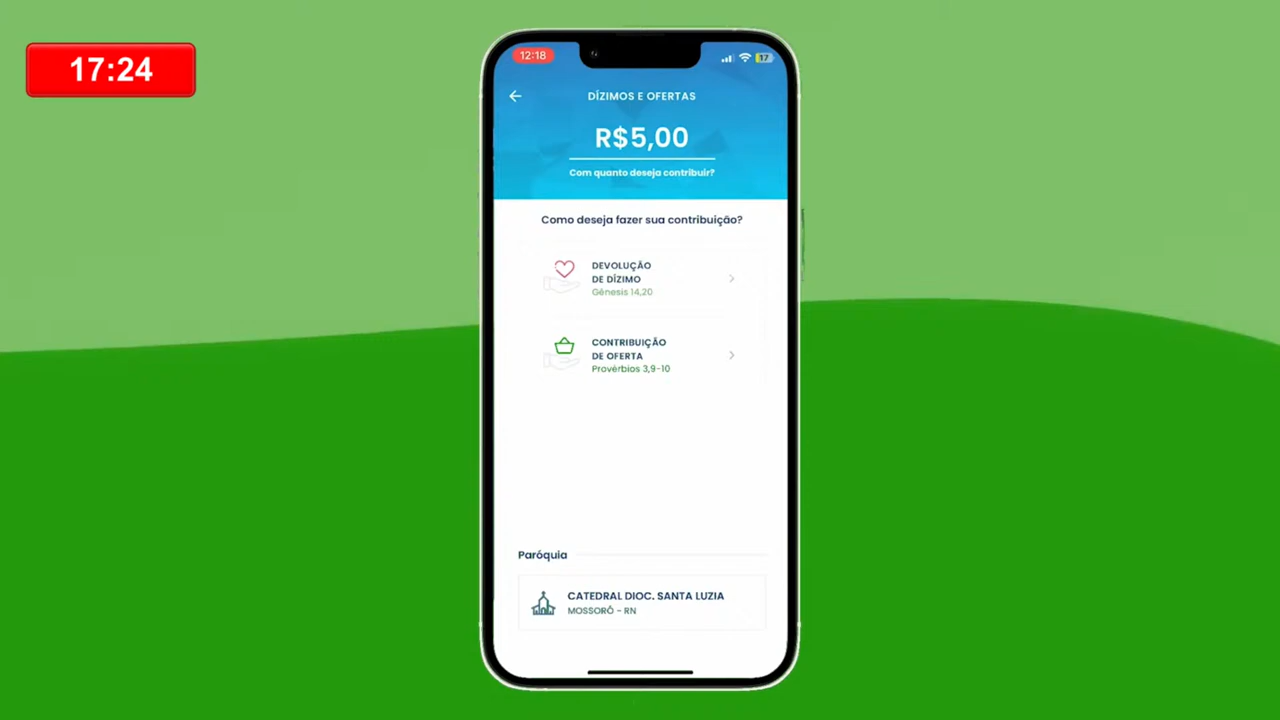 17:24
12:18
17
DÍZIMOS E OFERTAS
R$5,00
Com quanto deseja contribuir?
Como deseja fazer sua contribuição?
DEVOLUÇÃO
DE DÍZIMO
Gênesis 14,20
CONTRIBUIÇÃO
DE OFERTA
Provérbios 3,9-10
Paróquia
CATEDRAL DIOC. SANTA LUZIA
MOSSORÓ - RN